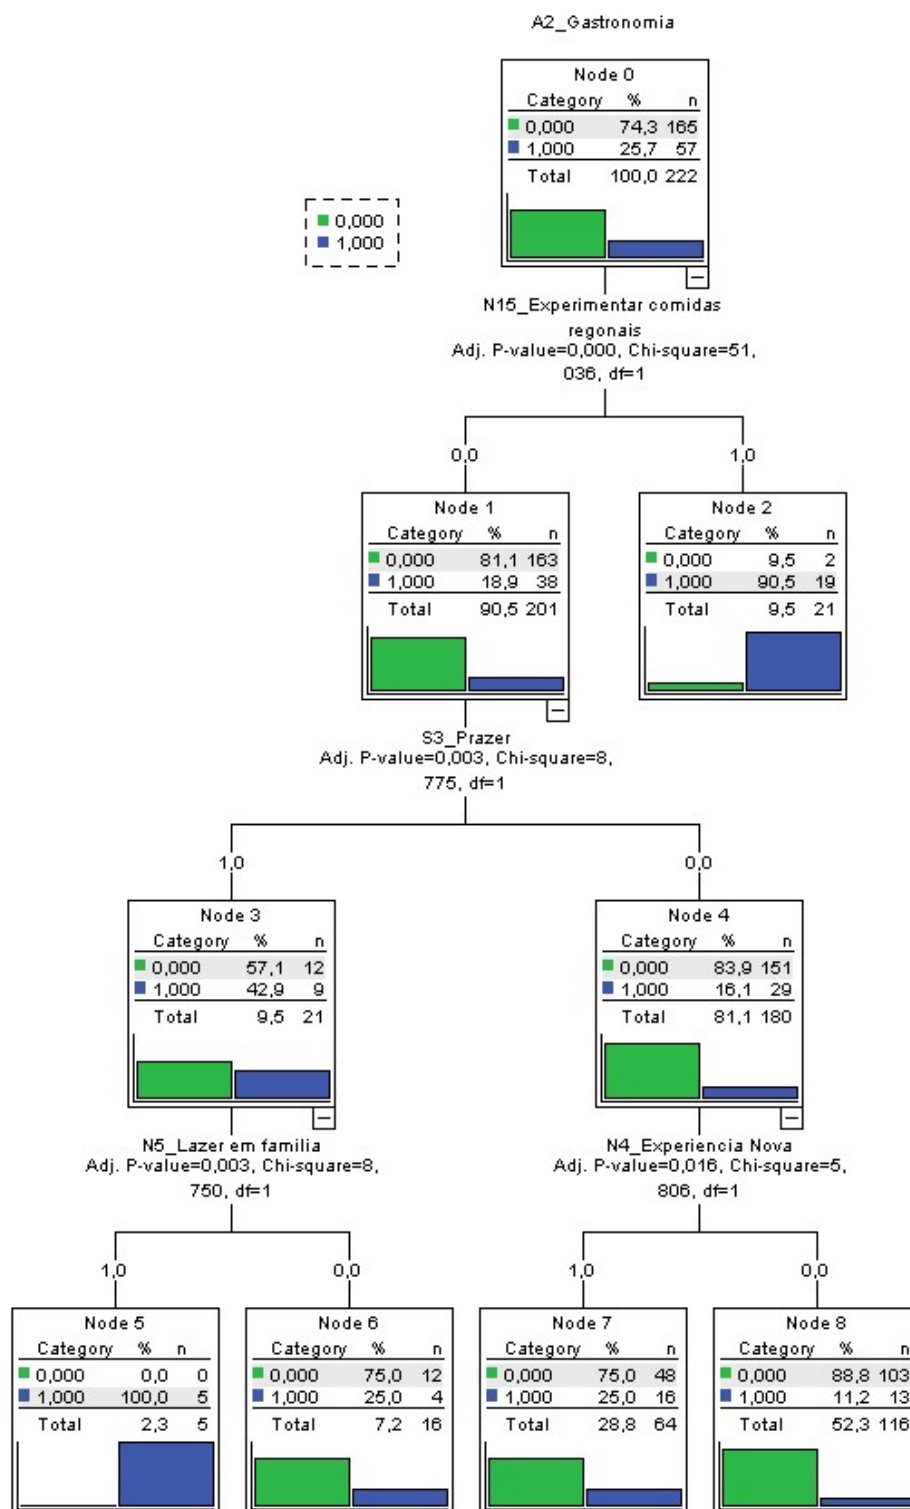 A2_Gastronomia
Node 0
Category % n
0,000 74,3 165
1,000 25,7 57
Total 100,0 222
0,000
1,000
N15_Experimentar comidas
regonais
Adj. P-value=0,000, Chi-square=51,
036, df=1
0,0
1,0
Node 1
Category % n
0,000 81,1 163
1,000 18,9 38
Total 90,5 201
Node 2
Category % n
0,000 9,5 2
1,000 90,5 19
Total 9,5 21
S3_Prazer
Adj. P-value=0,003, Chi-square=8,
775, df=1
1,0
0,0
Node 3
Category % n
0,000 57,1 12
1,000 42,9 9
Total 9,5 21
Node 4
Category % n
0,000 83,9 151
1,000 16,1 29
Total 81,1 180
N5_Lazer em familia
Adj. P-value=0,003, Chi-square=8,
750, df=1
N4_Experiencia Nova
Adj. P-value=0,016, Chi-square=5,
806, df=1
1,0
0,0
1,0
0,0
Node 5
Category % n
0,000 0,0 0
1,000 100,0 5
Total 2,3 5
Node 6
Category % n
0,000 75,0 12
1,000 25,0 4
Total 7,2 16
Node 7
Category % n
0,000 75,0 48
1,000 25,0 16
Total 28,8 64
Node 8
Category % n
0,000 88,8 103
1,000 11,2 13
Total 52,3 116